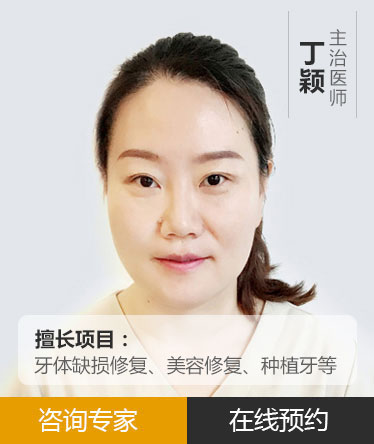 丁颖
主治医师
擅长项目：
牙体缺损修复、美容修复、种植牙等
咨询专家
在线预约